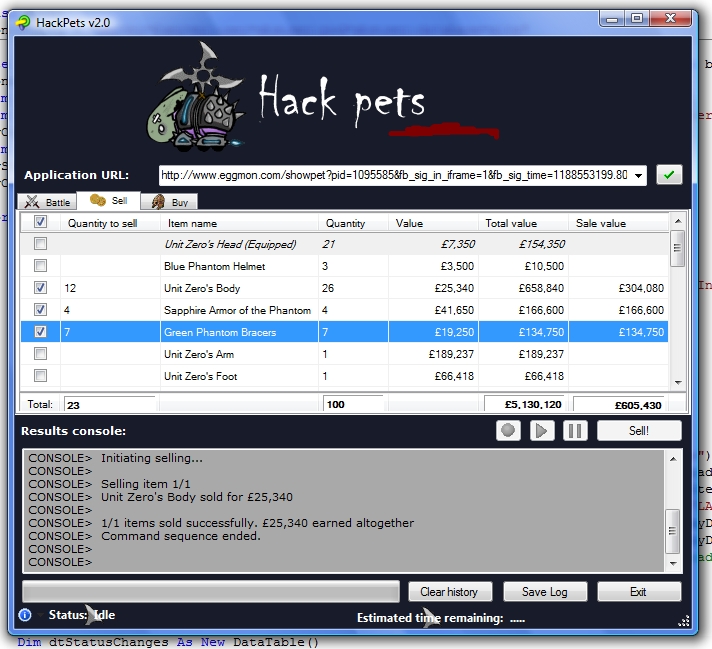 HackPets v2.0
Hack pets
Application URL: http://www.eggmon.com/showpet?pid=1095585&fb_sig_in_iframe=1&fb_sig_time=1188553199.80
Battle Sell Buy
Quantity to sell Item name Quantity Value Total value Sale value
Unit Zero's Head (Equipped) 21 £7,350 £154,350
Blue Phantom Helmet 3 £3,500 £10,500
12 Unit Zero's Body 26 £25,340 £658,840 £304,080
4 Sapphire Armor of the Phantom 4 £41,650 £166,600 £166,600
7 Green Phantom Bracers 7 £19,250 £134,750 £134,750
Unit Zero's Arm 1 £189,237 £189,237
Unit Zero's Foot 1 £66,418 £66,418
Total: 23 100 £5,130,120 £605,430
Results console: Sell!
CONSOLE> Initiating selling...
CONSOLE>
CONSOLE> Selling item 1/1
CONSOLE> Unit Zero's Body sold for £25,340
CONSOLE>
CONSOLE> 1/1 items sold successfully. £25,340 earned altogether
CONSOLE> Command sequence ended.
CONSOLE>
CONSOLE>
Clear history Save Log Exit
Status: Idle Estimated time remaining: .....
Dim dtStatusChanges As New DataTable()